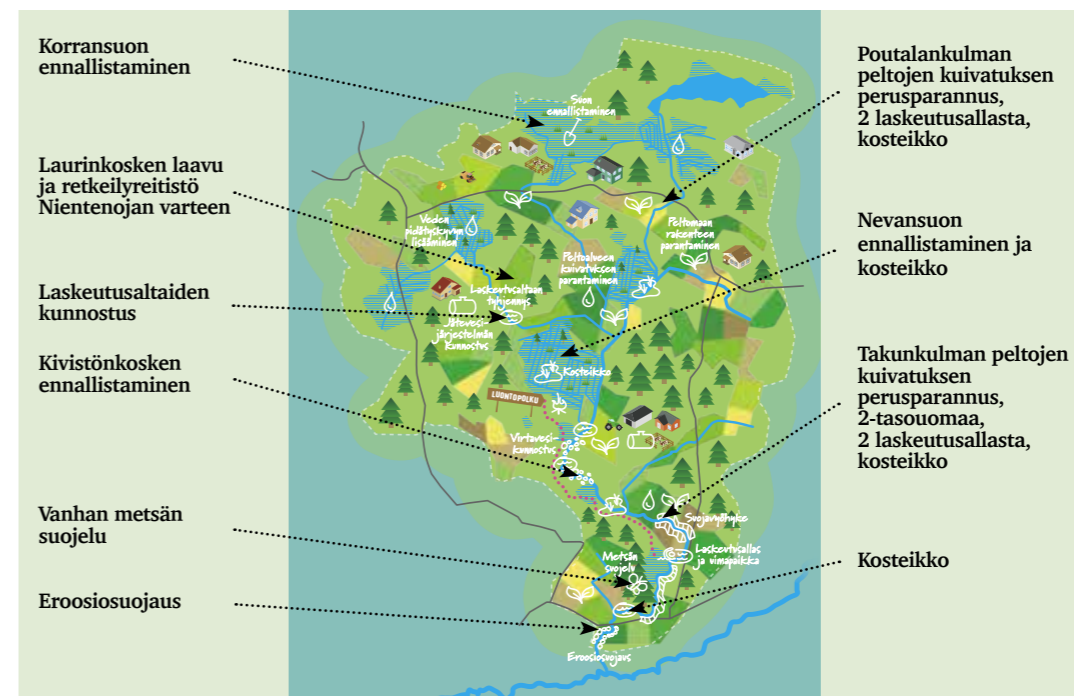 Korransuon
ennallistaminen
Laurinkosken laavu
ja retkeilyreitistö
Nientenojan varteen
Laskeutusaltaiden
kunnostus
Kivistönkosken
ennallistaminen
Vanhan metsän
suojelu
Eroosiosuojaus
Suon
ennallistaminen
Veden
pidätyskyvyn
lisääminen
Peltomaan
rakenteen
parantaminen
Peltoalueen
kuivatuksen
parantaminen
Laskeutusaltaan
tyhjennys
Jätevesi-
järjestelmän
kunnostus
Kosteikko
LUONTOPOLKU
Virtavesi-
kunnostus
Suojavyöhyke
Laskeutusallas
ja uimapaikka
Metsän
suojelu
Eroosiosuojaus
Poutalankulman
peltojen kuivatuksen
perusparannus,
2 laskeutusallasta,
kosteikko
Nevansuon
ennallistaminen ja
kosteikko
Takunkulman peltojen
kuivatuksen
perusparannus,
2-tasouomaa,
2 laskeutusallasta,
kosteikko
Kosteikko